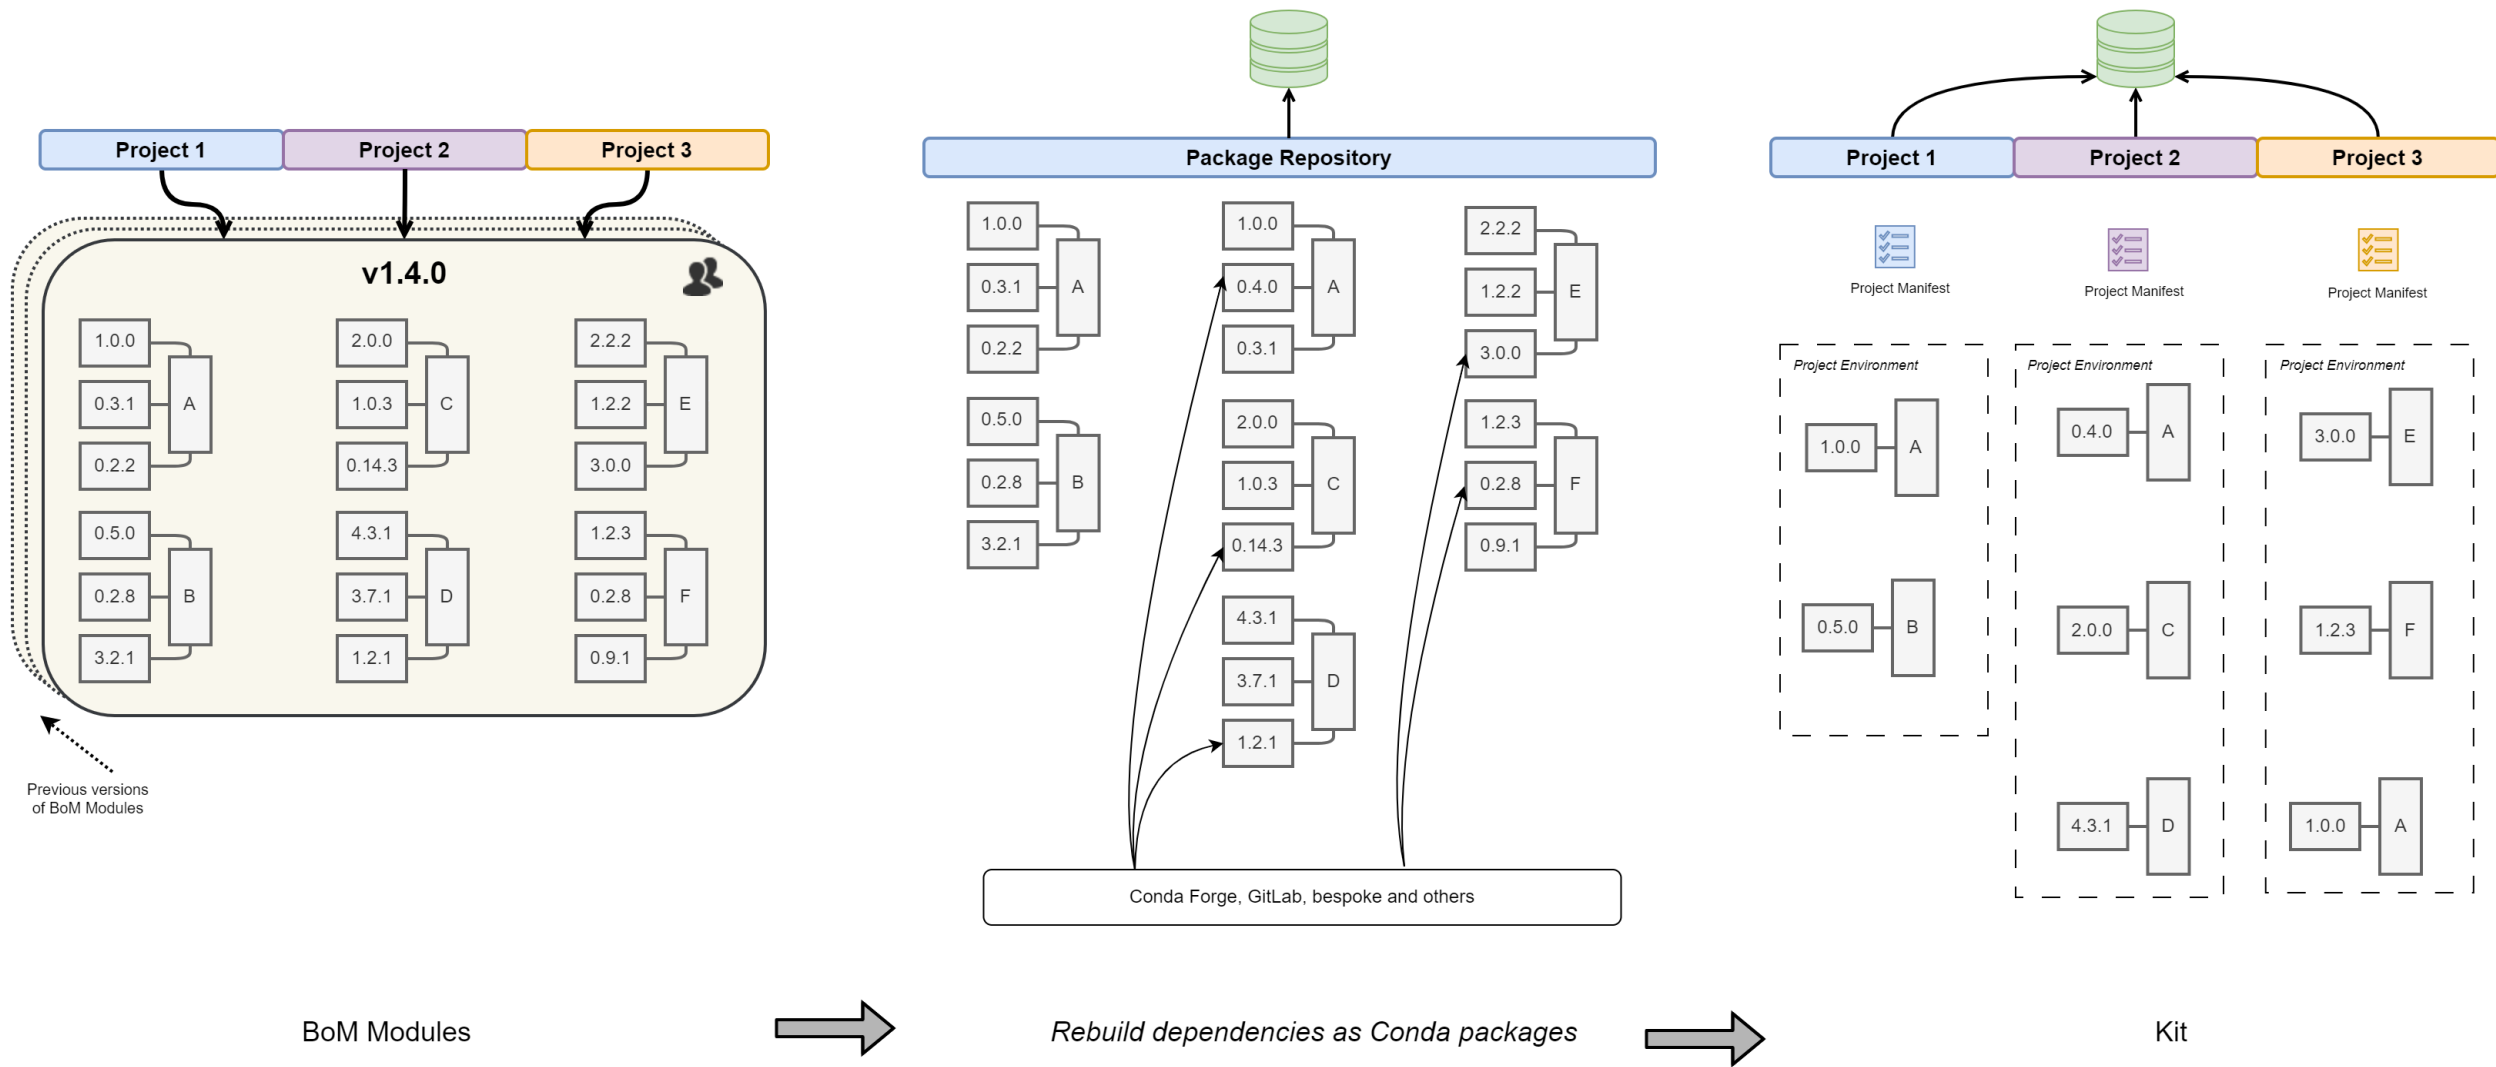 Project 1
Project 2
Project 3
v1.4.0
1.0.0
0.3.1
0.2.2
A
2.0.0
1.0.3
0.14.3
C
2.2.2
1.2.2
3.0.0
E
0.5.0
0.2.8
3.2.1
B
4.3.1
3.7.1
1.2.1
D
1.2.3
0.2.8
0.9.1
F
Previous versions
of BoM Modules
BoM Modules
Package Repository
1.0.0
0.3.1
0.2.2
A
0.5.0
0.2.8
3.2.1
B
1.0.0
0.4.0
0.3.1
A
2.0.0
1.0.3
0.14.3
C
4.3.1
3.7.1
1.2.1
D
2.2.2
1.2.2
3.0.0
E
1.2.3
0.2.8
0.9.1
F
Conda Forge, GitLab, bespoke and others
Rebuild dependencies as Conda packages
Project 1
Project 2
Project 3
Project Manifest
Project Manifest
Project Manifest
Project Environment
1.0.0
A
0.5.0
B
Project Environment
0.4.0
A
2.0.0
C
4.3.1
D
Project Environment
3.0.0
E
1.2.3
F
1.0.0
A
Kit